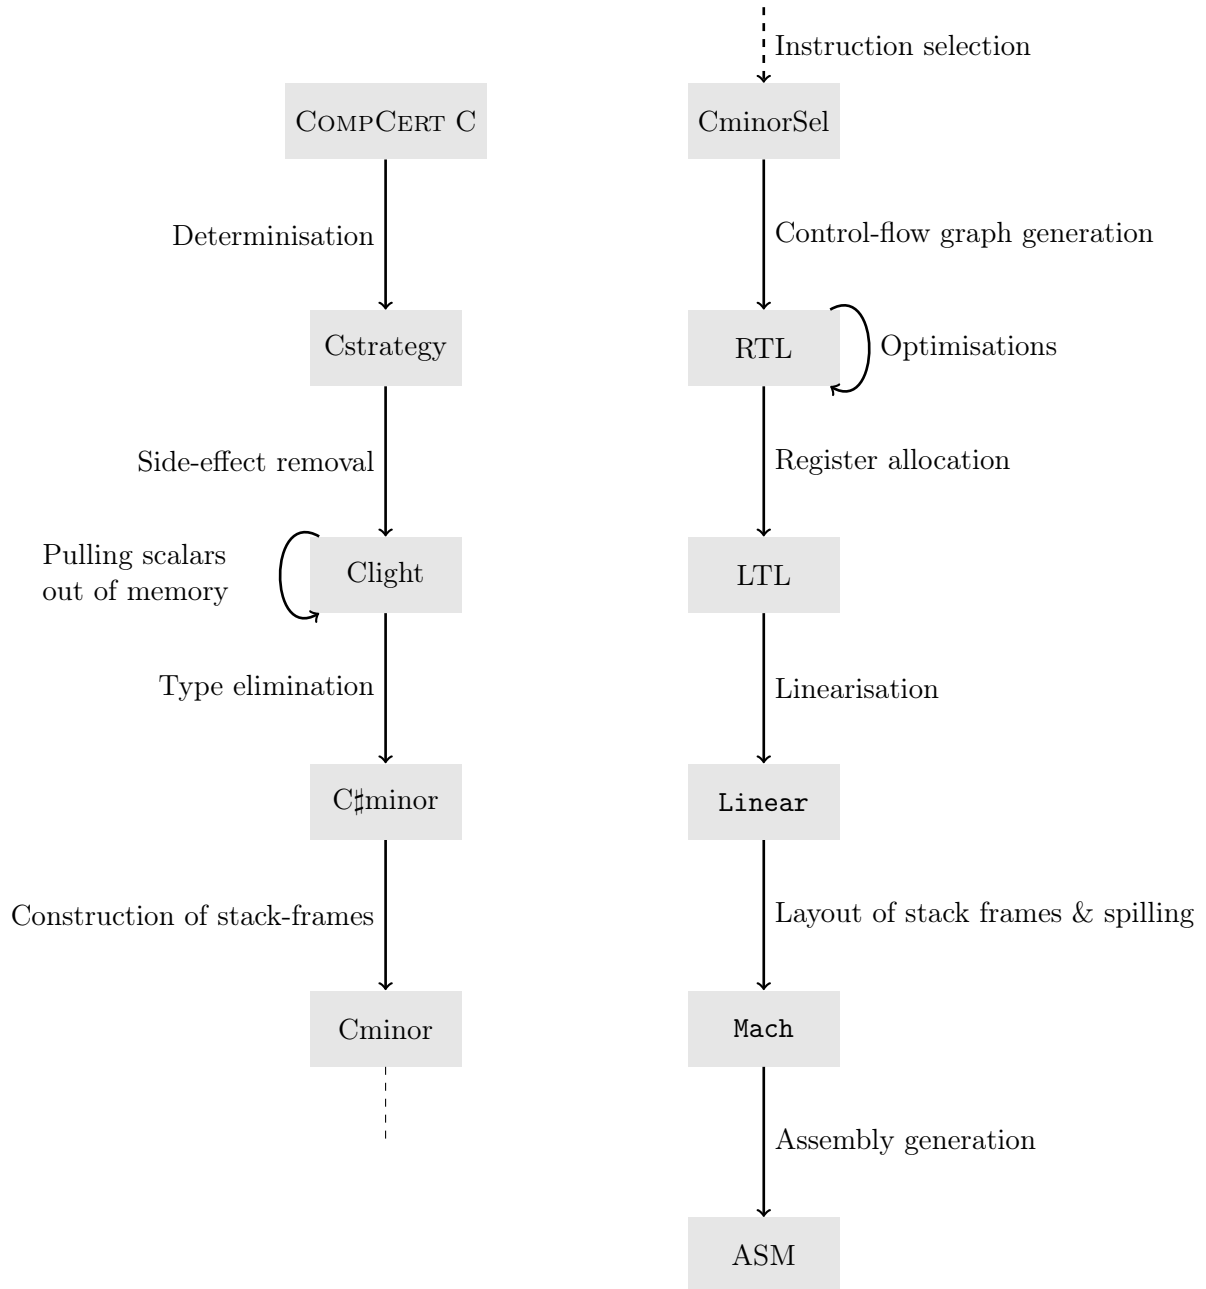 COMPCERT C
Determinisation
Cstrategy
Side-effect removal
Pulling scalars
out of memory
Clight
Type elimination
C♯minor
Construction of stack-frames
Cminor
Instruction selection
CminorSel
Control-flow graph generation
RTL
Optimisations
Register allocation
LTL
Linearisation
Linear
Layout of stack frames & spilling
Mach
Assembly generation
ASM